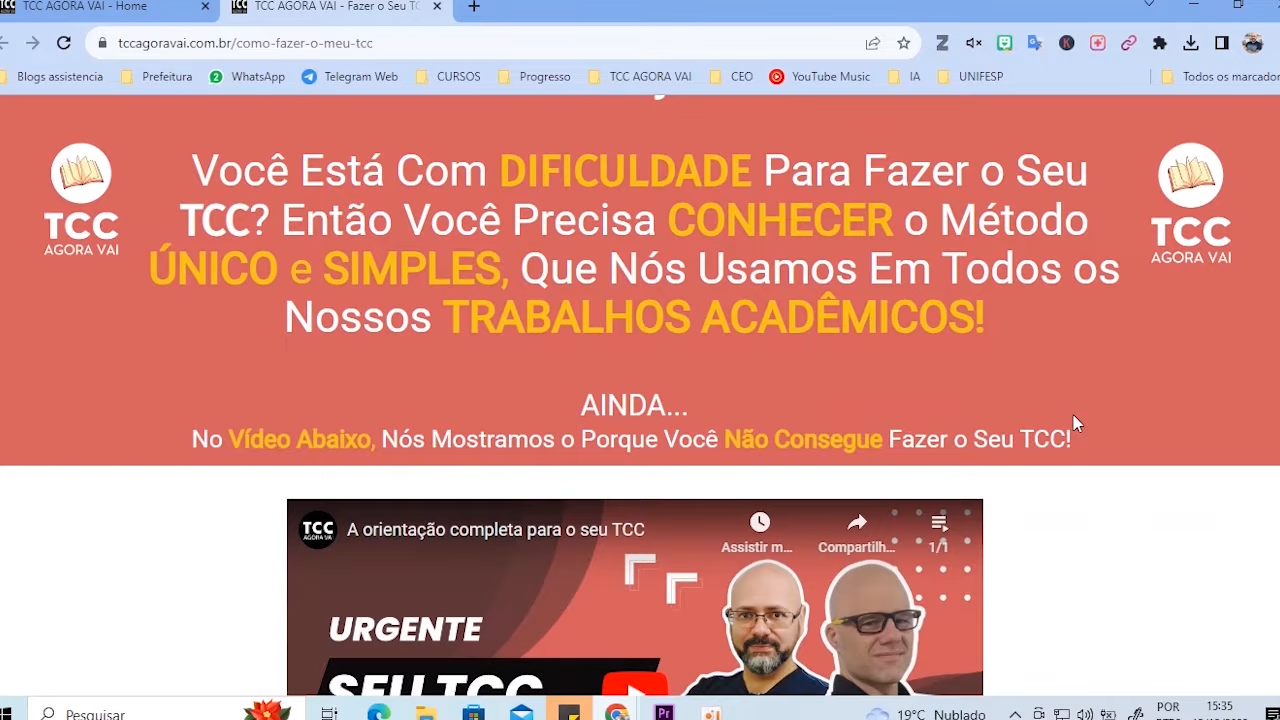 TCC AGORA VAI - Home
TCC AGORA VAI - Fazer o Seu TC
tccagoravai.com.br/como-fazer-o-meu-tcc
Blogs assistencia
Prefeitura
2 WhatsApp
Telegram Web
CURSOS
Progresso
TCC AGORA VAI
CEO
YouTube Music
IA
UNIFESP
Todos os marcador
TCC
AGORA VAI
Você Está Com DIFICULDADE Para Fazer o Seu
TCC? Então Você Precisa CONHECER o Método
ÚNICO e SIMPLES, Que Nós Usamos Em Todos os
Nossos TRABALHOS ACADÊMICOS!
TCC
AGORA VAI
AINDA...
No Vídeo Abaixo, Nós Mostramos o Porque Você Não Consegue Fazer o Seu TCC!
TCC
AGORA VAI
A orientação completa para o seu TCC
Assistir m...
Compartilh...
1/1
URGENTE
SEU TCC
Pesquisar
Pr
19°C Nublado
POR
15:35